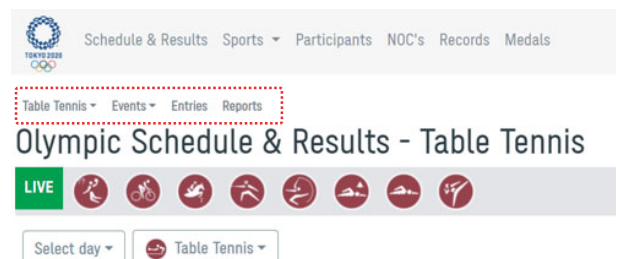 Schedule & Results Sports Participants NOC's Records Medals
TOKYO 2020
Table Tennis Events Entries Reports
Olympic Schedule & Results - Table Tennis
LIVE
Select day Table Tennis